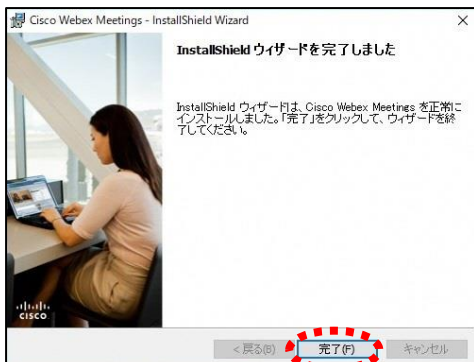 Cisco Webex Meetings - InstallShield Wizard
InstallShield ウィザードを完了しました
InstallShield ウィザードは、Cisco Webex Meetings を正常に
インストールしました。「完了」をクリックして、ウィザードを終
了してください。
CISCO
< 戻る(B) 完了(F) キャンセル